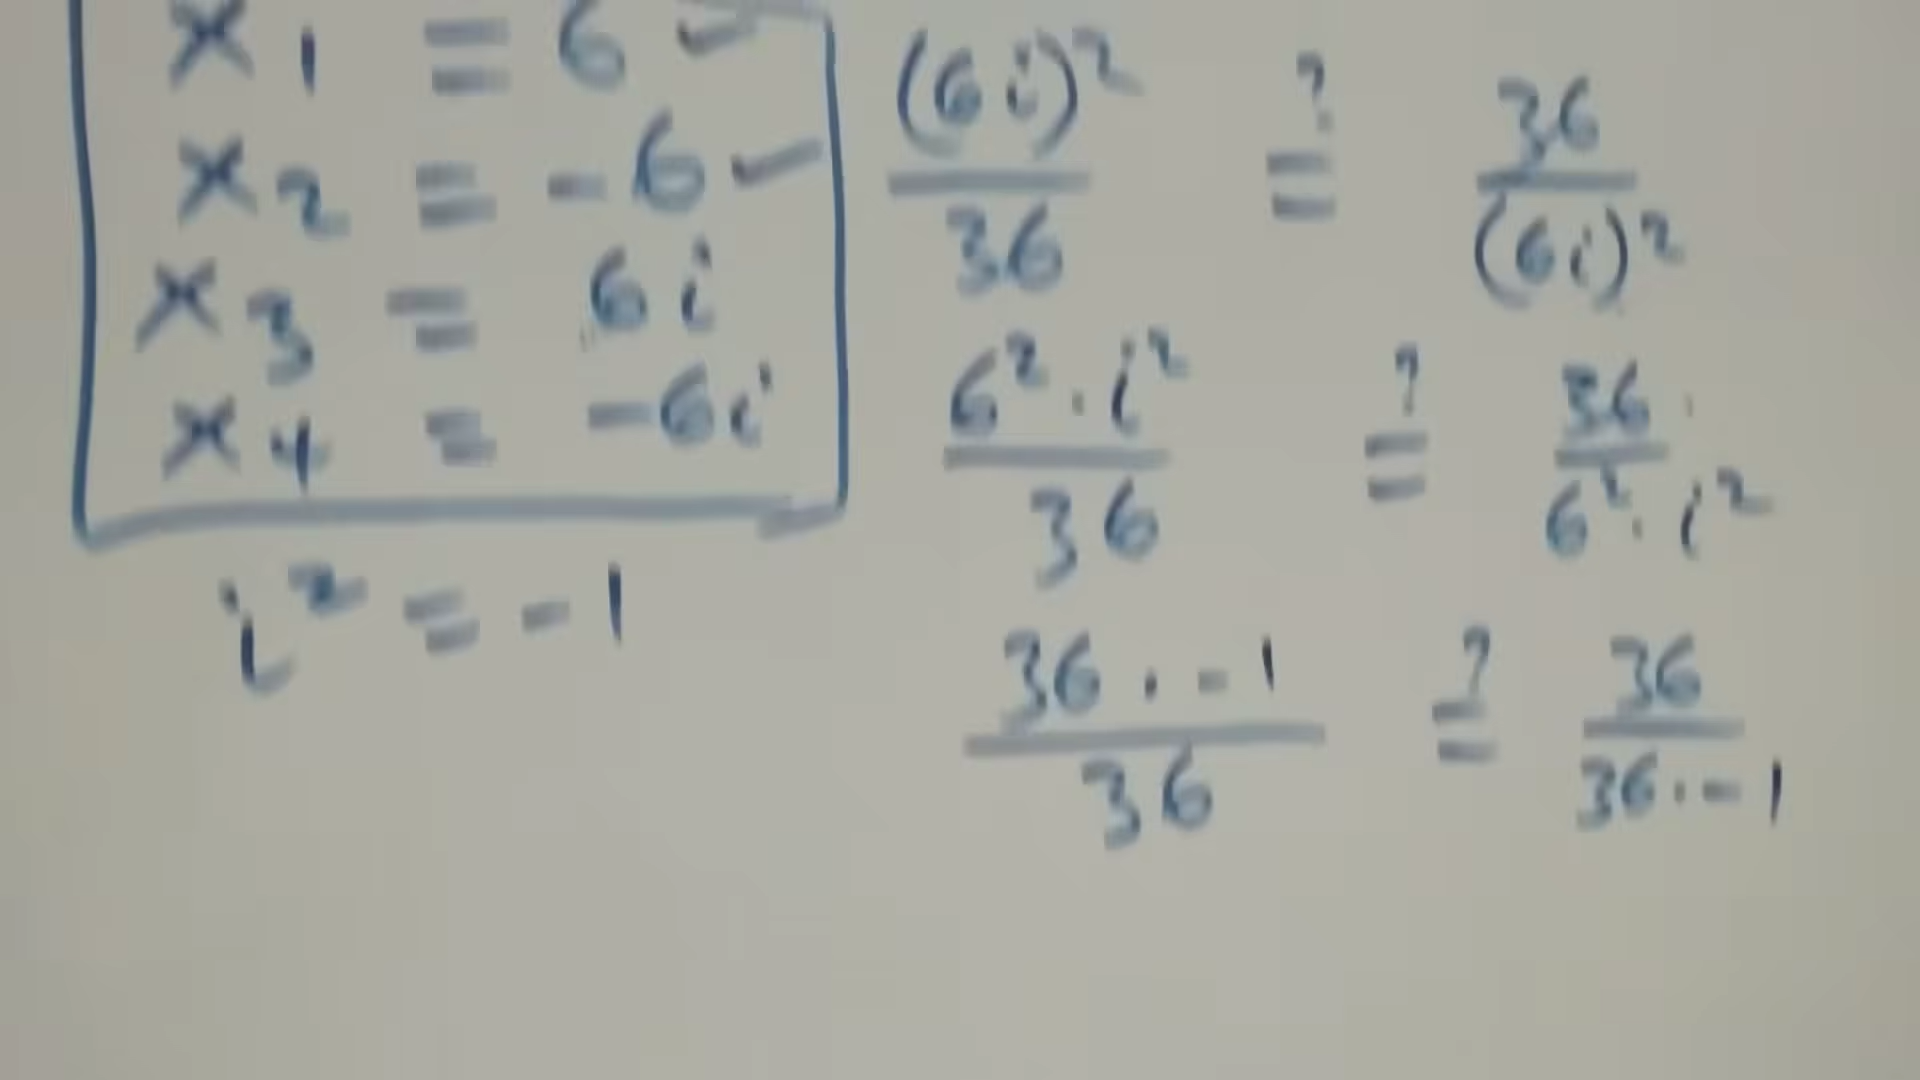 x₁ = 6 ✓
x₂ = -6 ✓
x₃ = 6i
x₄ = -6i
i² = -1
(6i)²/36 ≟ 36/(6i)²
6²·i²/36 ≟ 36/6²·i²
36·-1/36 ≟ 36/36·-1